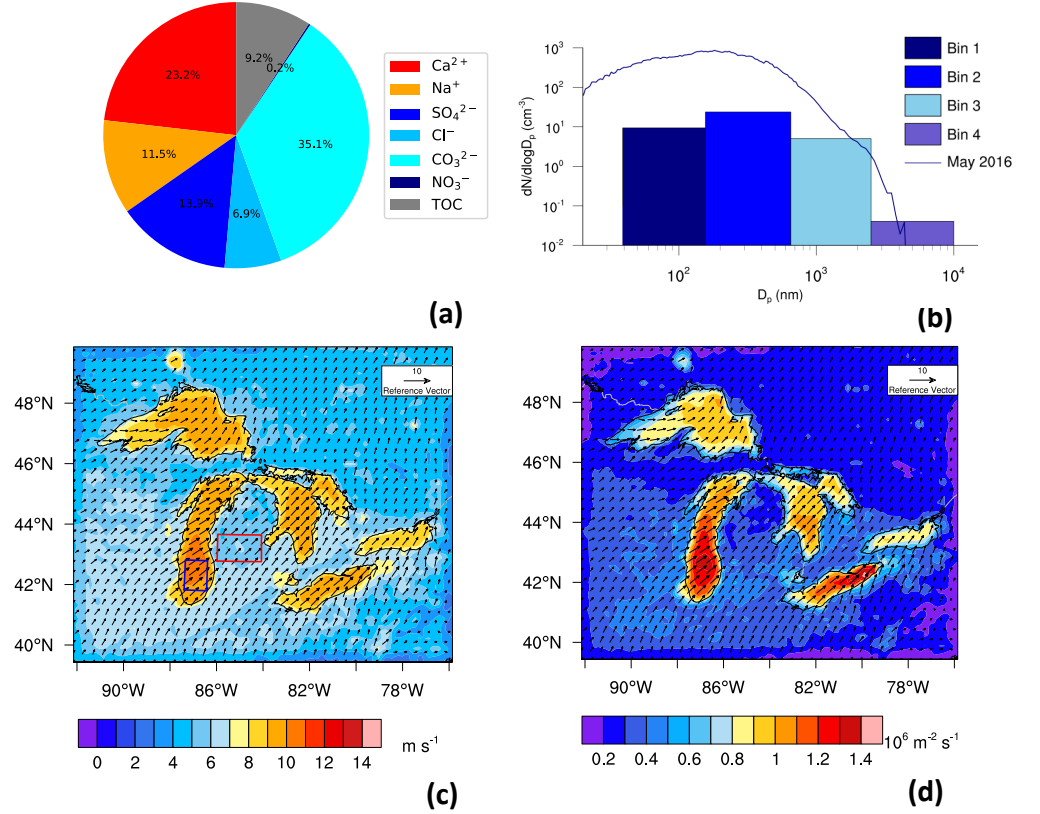 23.2%
11.5%
13.9%
6.9%
35.1%
0.2%
9.2%
Ca²⁺
Na⁺
SO₄²⁻
Cl⁻
CO₃²⁻
NO₃⁻
TOC
(a)
dN/dlogDₚ (cm⁻³)
10³
10²
10¹
10⁰
10⁻¹
10⁻²
10² 10³ 10⁴
Dₚ (nm)
Bin 1
Bin 2
Bin 3
Bin 4
May 2016
(b)
10
Reference Vector
48°N
46°N
44°N
42°N
40°N
90°W 86°W 82°W 78°W
0 2 4 6 8 10 12 14
m s⁻¹
(c)
10
Reference Vector
48°N
46°N
44°N
42°N
40°N
90°W 86°W 82°W 78°W
0.2 0.4 0.6 0.8 1 1.2 1.4
10⁶ m⁻² s⁻¹
(d)